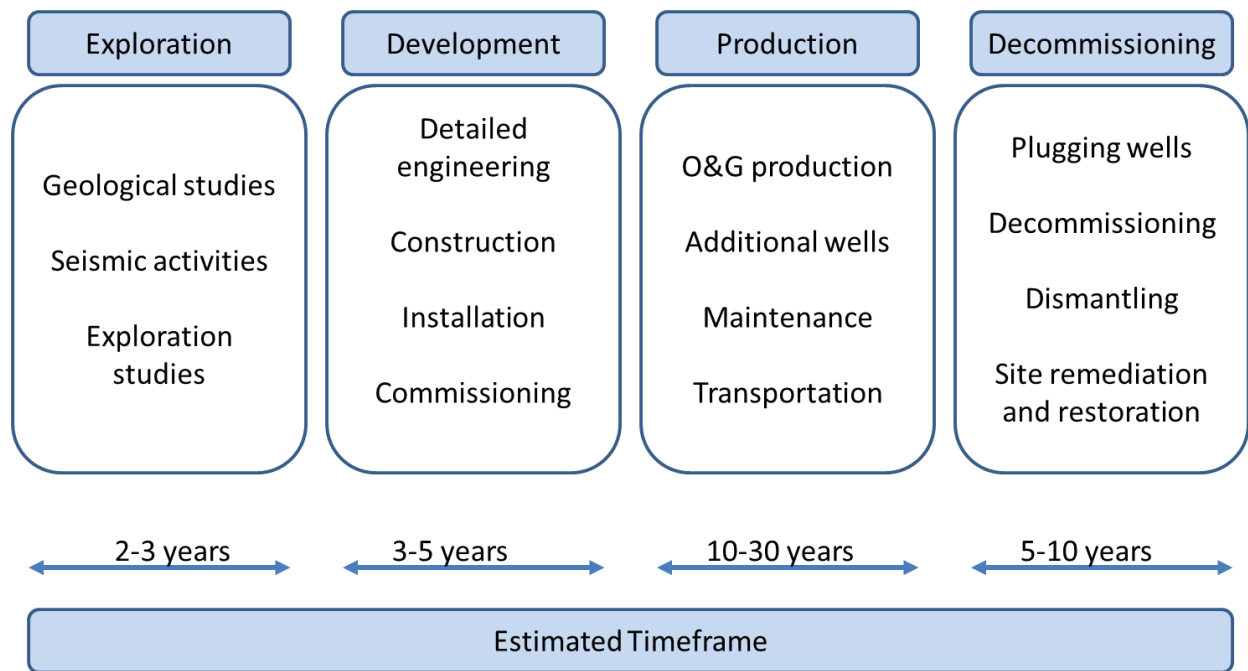 Exploration
Development
Production
Decommissioning
Geological studies
Seismic activities
Exploration
studies
Detailed
engineering
Construction
Installation
Commissioning
O&G production
Additional wells
Maintenance
Transportation
Plugging wells
Decommissioning
Dismantling
Site remediation
and restoration
2-3 years
3-5 years
10-30 years
5-10 years
Estimated Timeframe